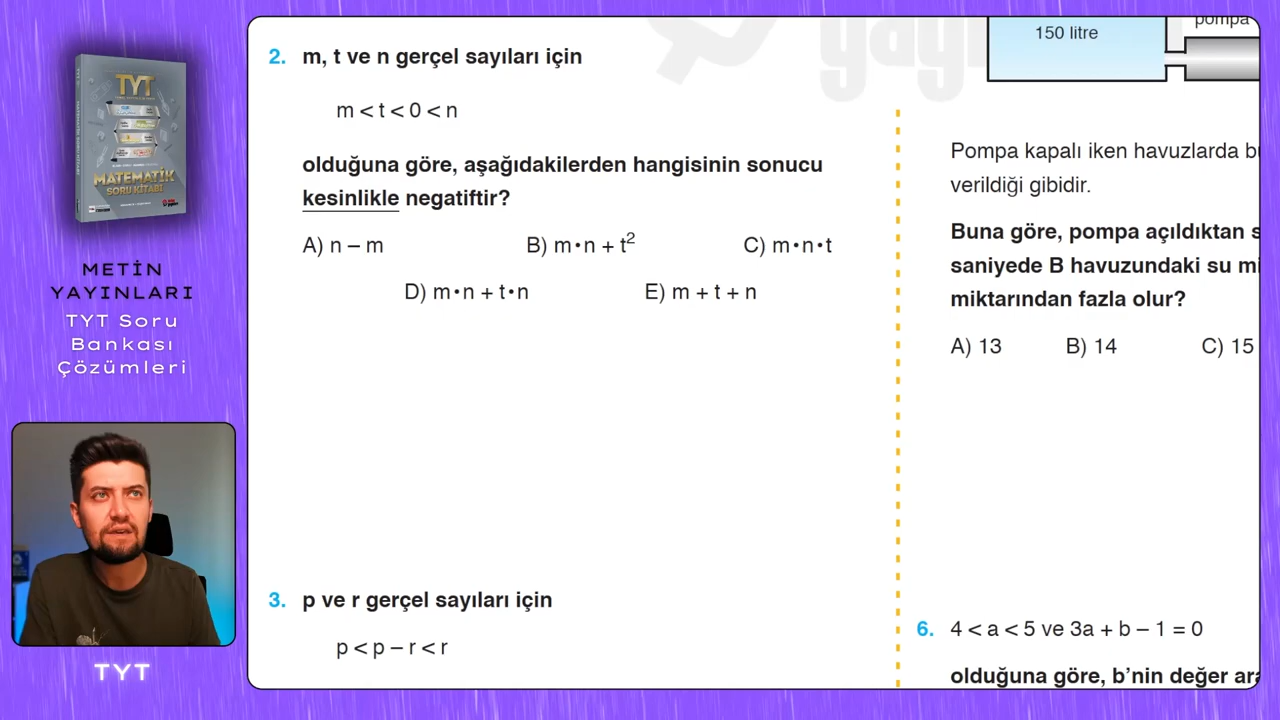 TYT
MATEMATİK
SORU KİTABI
METİN
YAYINLARI
TYT Soru
Bankası
Çözümleri
TYT
2. m, t ve n gerçel sayıları için
m < t < 0 < n
olduğuna göre, aşağıdakilerden hangisinin sonucu
kesinlikle negatiftir?
A) n – m B) m•n + t² C) m•n•t
D) m•n + t•n E) m + t + n
3. p ve r gerçel sayıları için
p < p – r < r
yayı
150 litre
pompa
Pompa kapalı iken havuzlarda bu
verildiği gibidir.
Buna göre, pompa açıldıktan s
saniyede B havuzundaki su mi
miktarından fazla olur?
A) 13 B) 14 C) 15
6. 4 < a < 5 ve 3a + b – 1 = 0
olduğuna göre, b’nin değer ara